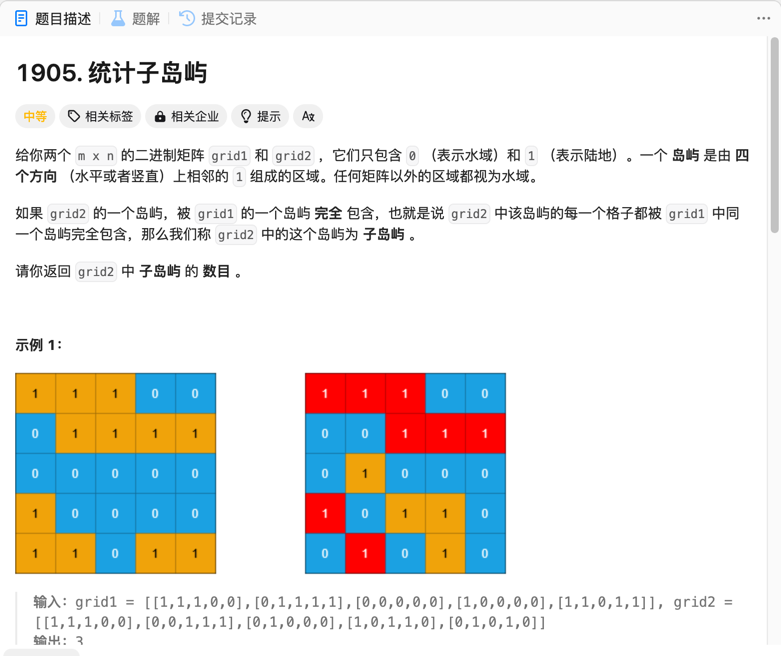 题目描述 题解 提交记录
1905. 统计子岛屿
中等 相关标签 相关企业 提示
给你两个 m x n 的二进制矩阵 grid1 和 grid2 ，它们只包含 0 （表示水域）和 1 （表示陆地）。一个 岛屿 是由 四
个方向 （水平或者竖直）上相邻的 1 组成的区域。任何矩阵以外的区域都视为水域。
如果 grid2 的一个岛屿，被 grid1 的一个岛屿 完全 包含，也就是说 grid2 中该岛屿的每一个格子都被 grid1 中同
一个岛屿完全包含，那么我们称 grid2 中的这个岛屿为 子岛屿 。
请你返回 grid2 中 子岛屿 的 数目 。
示例 1：
1 1 1 0 0 1 1 1 0 0
0 1 1 1 1 0 0 1 1 1
0 0 0 0 0 0 1 0 0 0
1 0 0 0 0 1 0 1 1 0
1 1 0 1 1 0 1 0 1 0
输入：grid1 = [[1,1,1,0,0],[0,1,1,1,1],[0,0,0,0,0],[1,0,0,0,0],[1,1,0,1,1]], grid2 =
[[1,1,1,0,0],[0,0,1,1,1],[0,1,0,0,0],[1,0,1,1,0],[0,1,0,1,0]]
输出：3